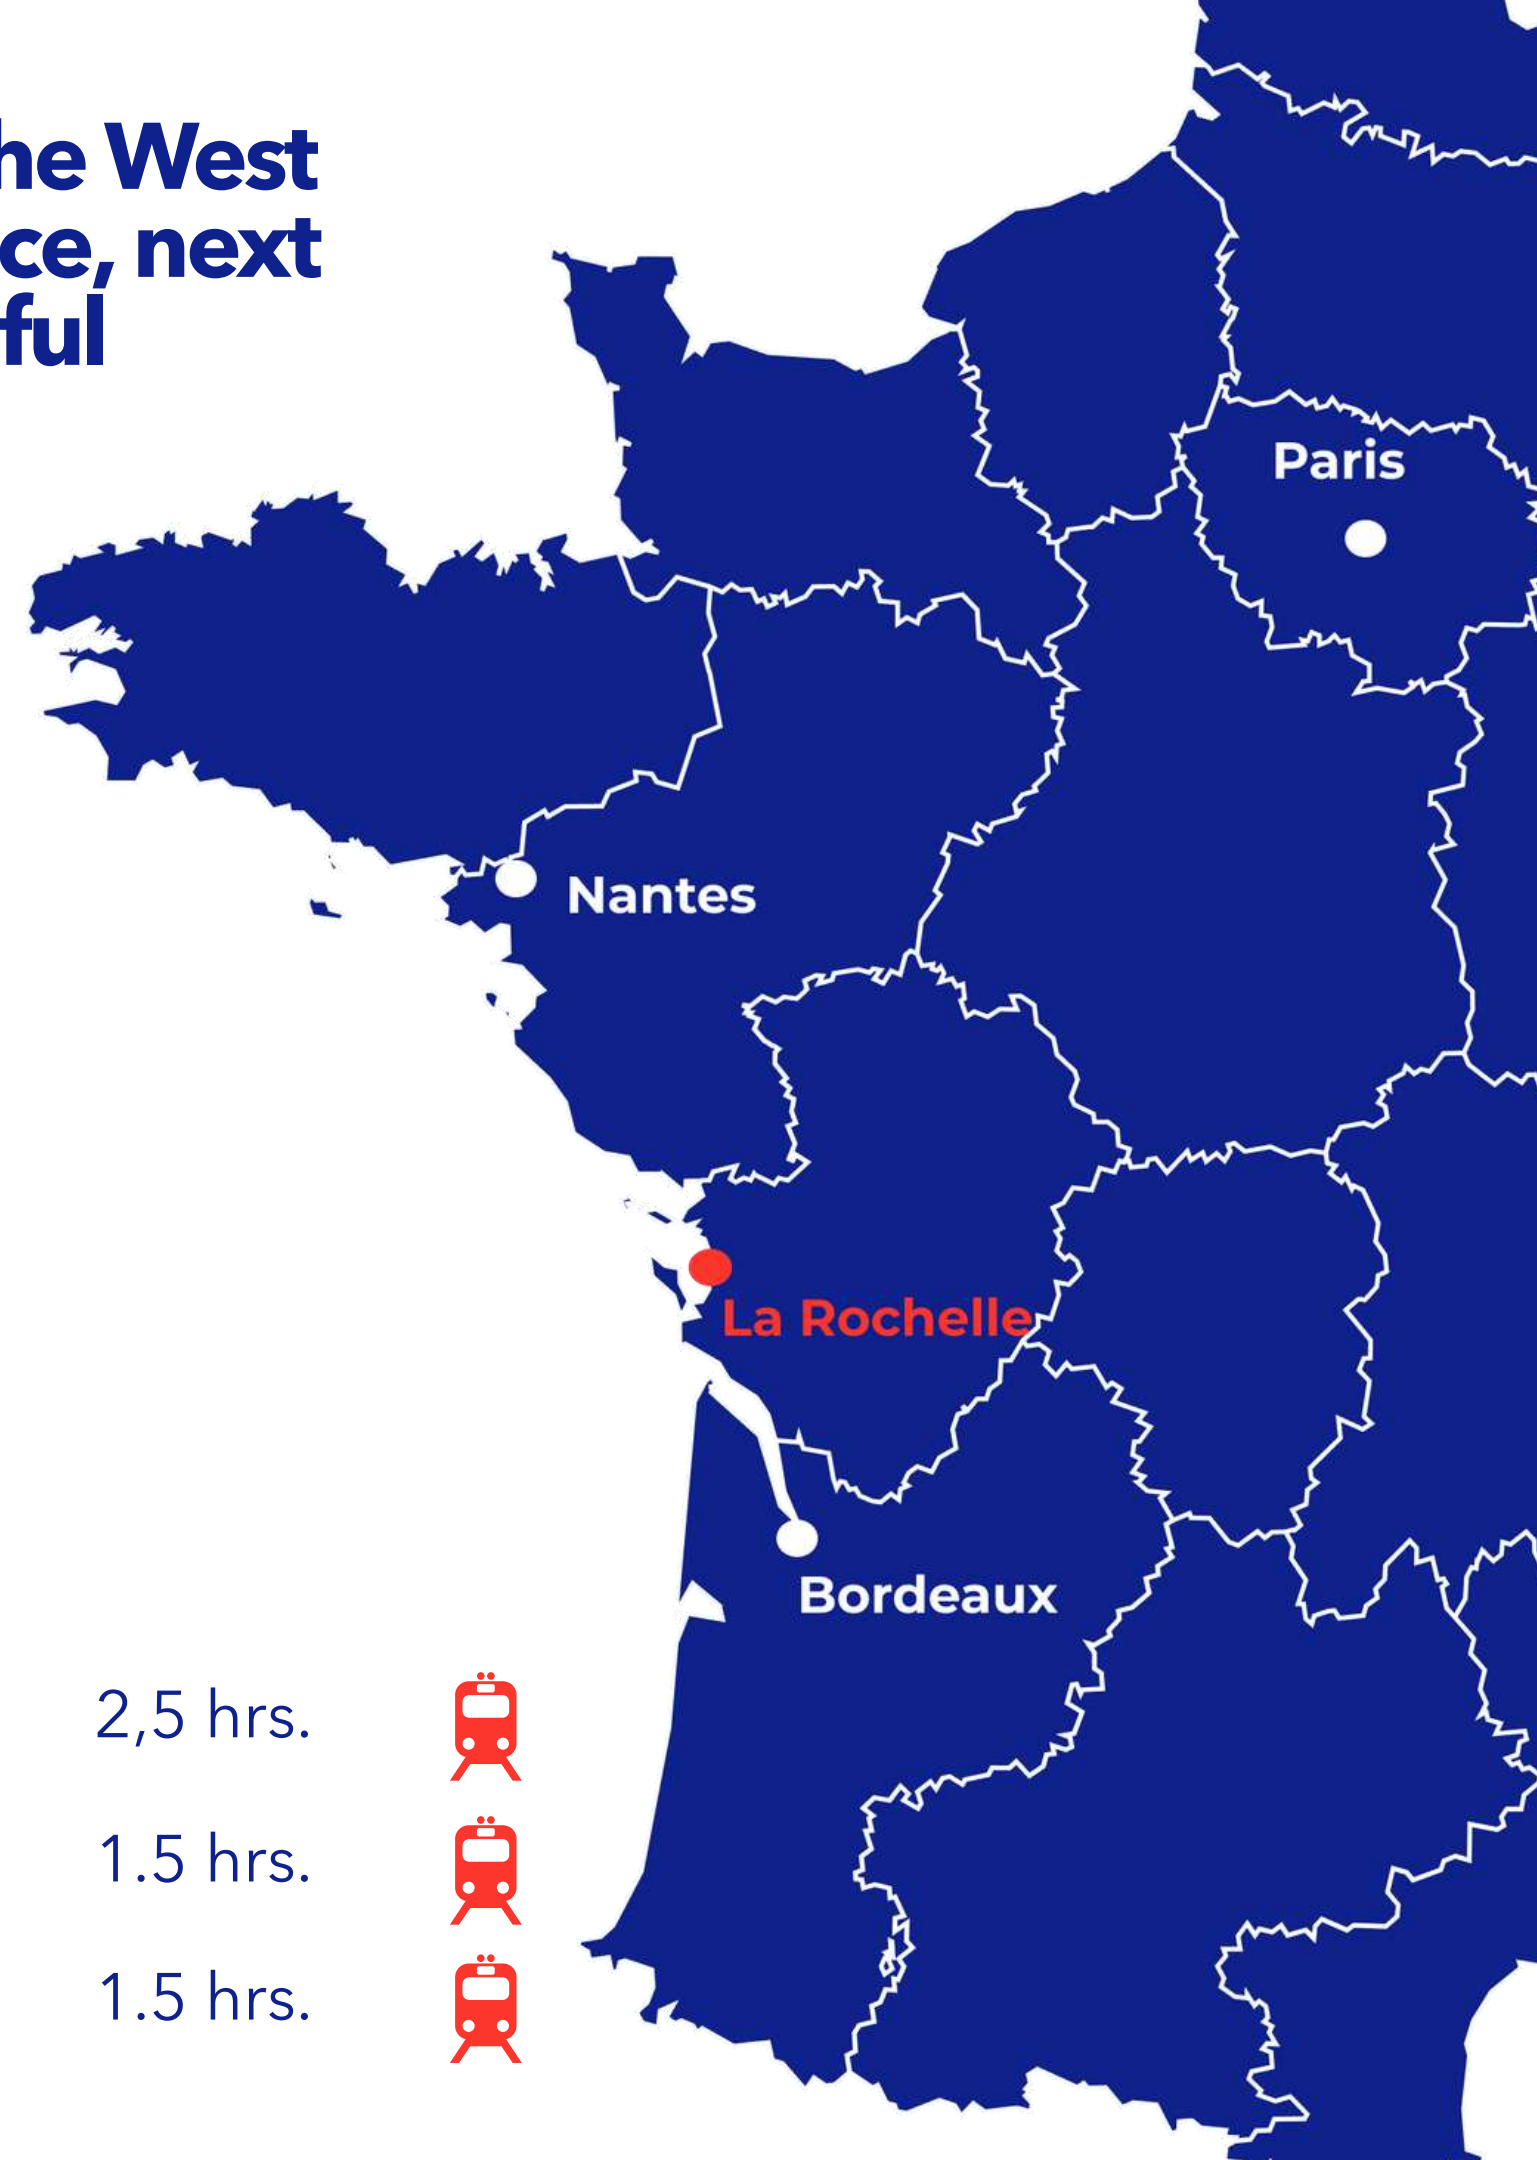 he West
ce, next
ful
Paris
Nantes
La Rochelle
Bordeaux
2,5 hrs.
1.5 hrs.
1.5 hrs.